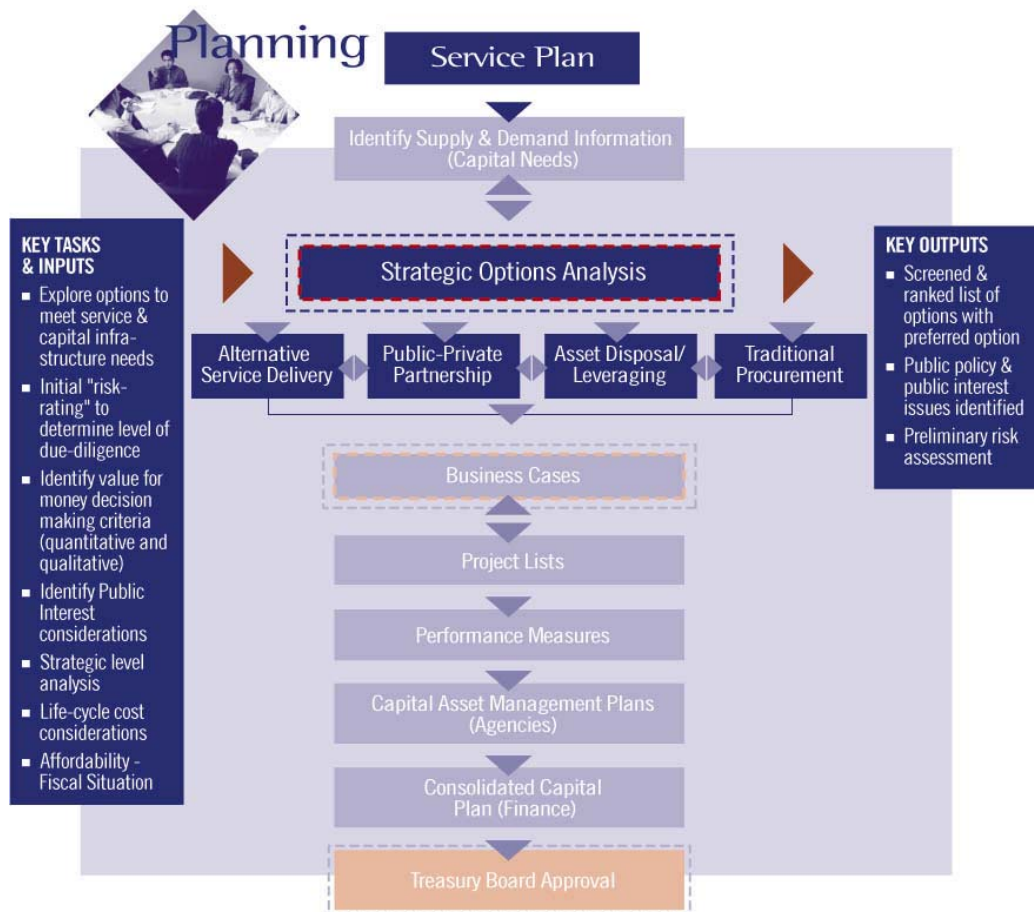 Planning
Service Plan
Identify Supply & Demand Information
(Capital Needs)
KEY TASKS
& INPUTS
▪ Explore options to
meet service &
capital infra-
structure needs
▪ Initial "risk-
rating" to
determine level of
due-diligence
▪ Identify value for
money decision
making criteria
(quantitative and
qualitative)
▪ Identify Public
Interest
considerations
▪ Strategic level
analysis
▪ Life-cycle cost
considerations
▪ Affordability -
Fiscal Situation
Strategic Options Analysis
Alternative
Service Delivery
Public-Private
Partnership
Asset Disposal/
Leveraging
Traditional
Procurement
Business Cases
Project Lists
Performance Measures
Capital Asset Management Plans
(Agencies)
Consolidated Capital
Plan (Finance)
Treasury Board Approval
KEY OUTPUTS
▪ Screened &
ranked list of
options with
preferred option
▪ Public policy &
public interest
issues identified
▪ Preliminary risk
assessment